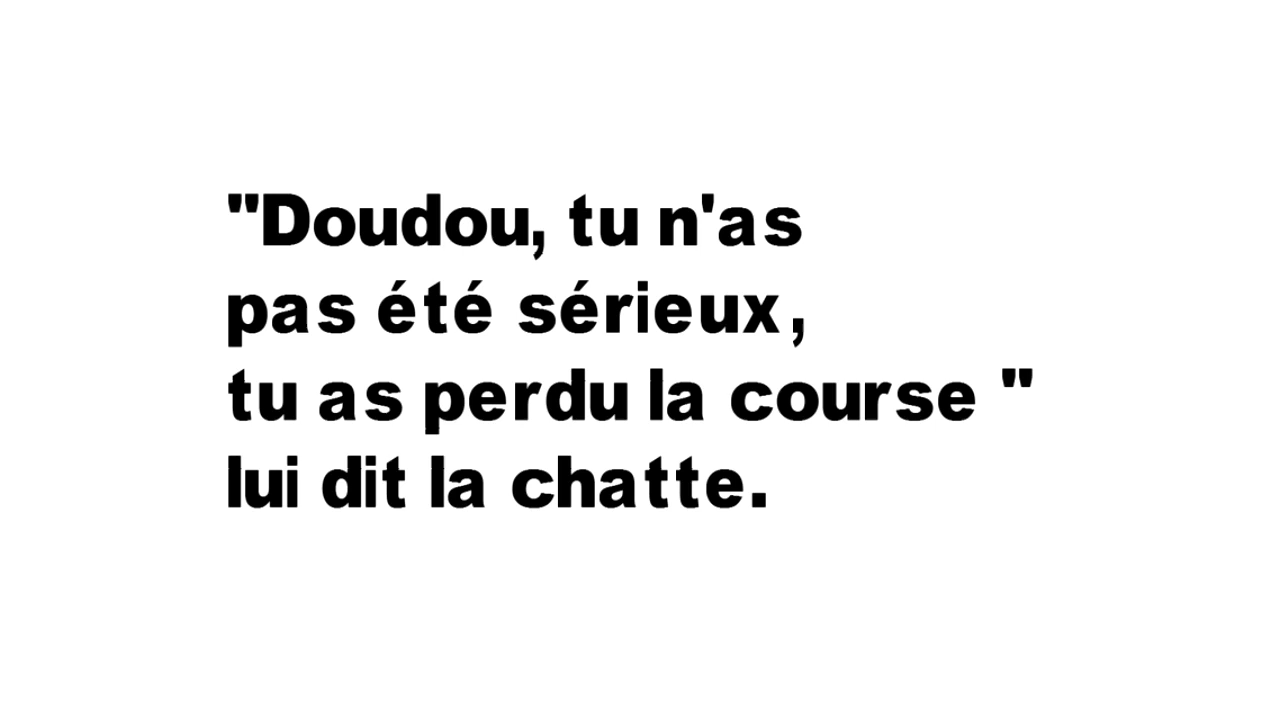 "Doudou, tu n'as
pas été sérieux,
tu as perdu la course "
lui dit la chatte.